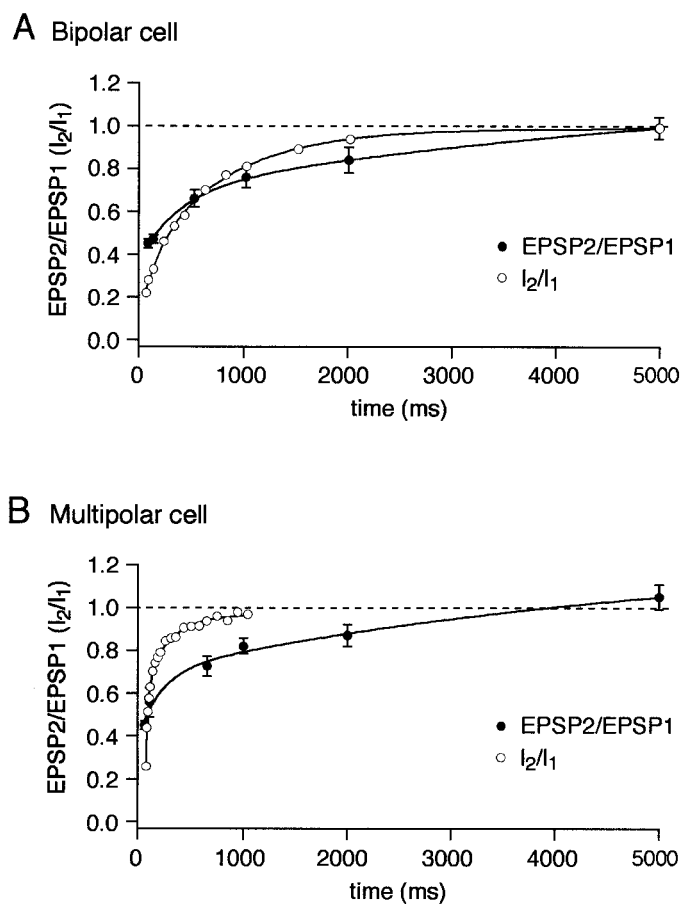 A Bipolar cell
EPSP2/EPSP1 (I₂/I₁)
1.2
1.0
0.8
0.6
0.4
0.2
0.0
EPSP2/EPSP1
I₂/I₁
0 1000 2000 3000 4000 5000
time (ms)
B Multipolar cell
EPSP2/EPSP1 (I₂/I₁)
1.2
1.0
0.8
0.6
0.4
0.2
0.0
EPSP2/EPSP1
I₂/I₁
0 1000 2000 3000 4000 5000
time (ms)